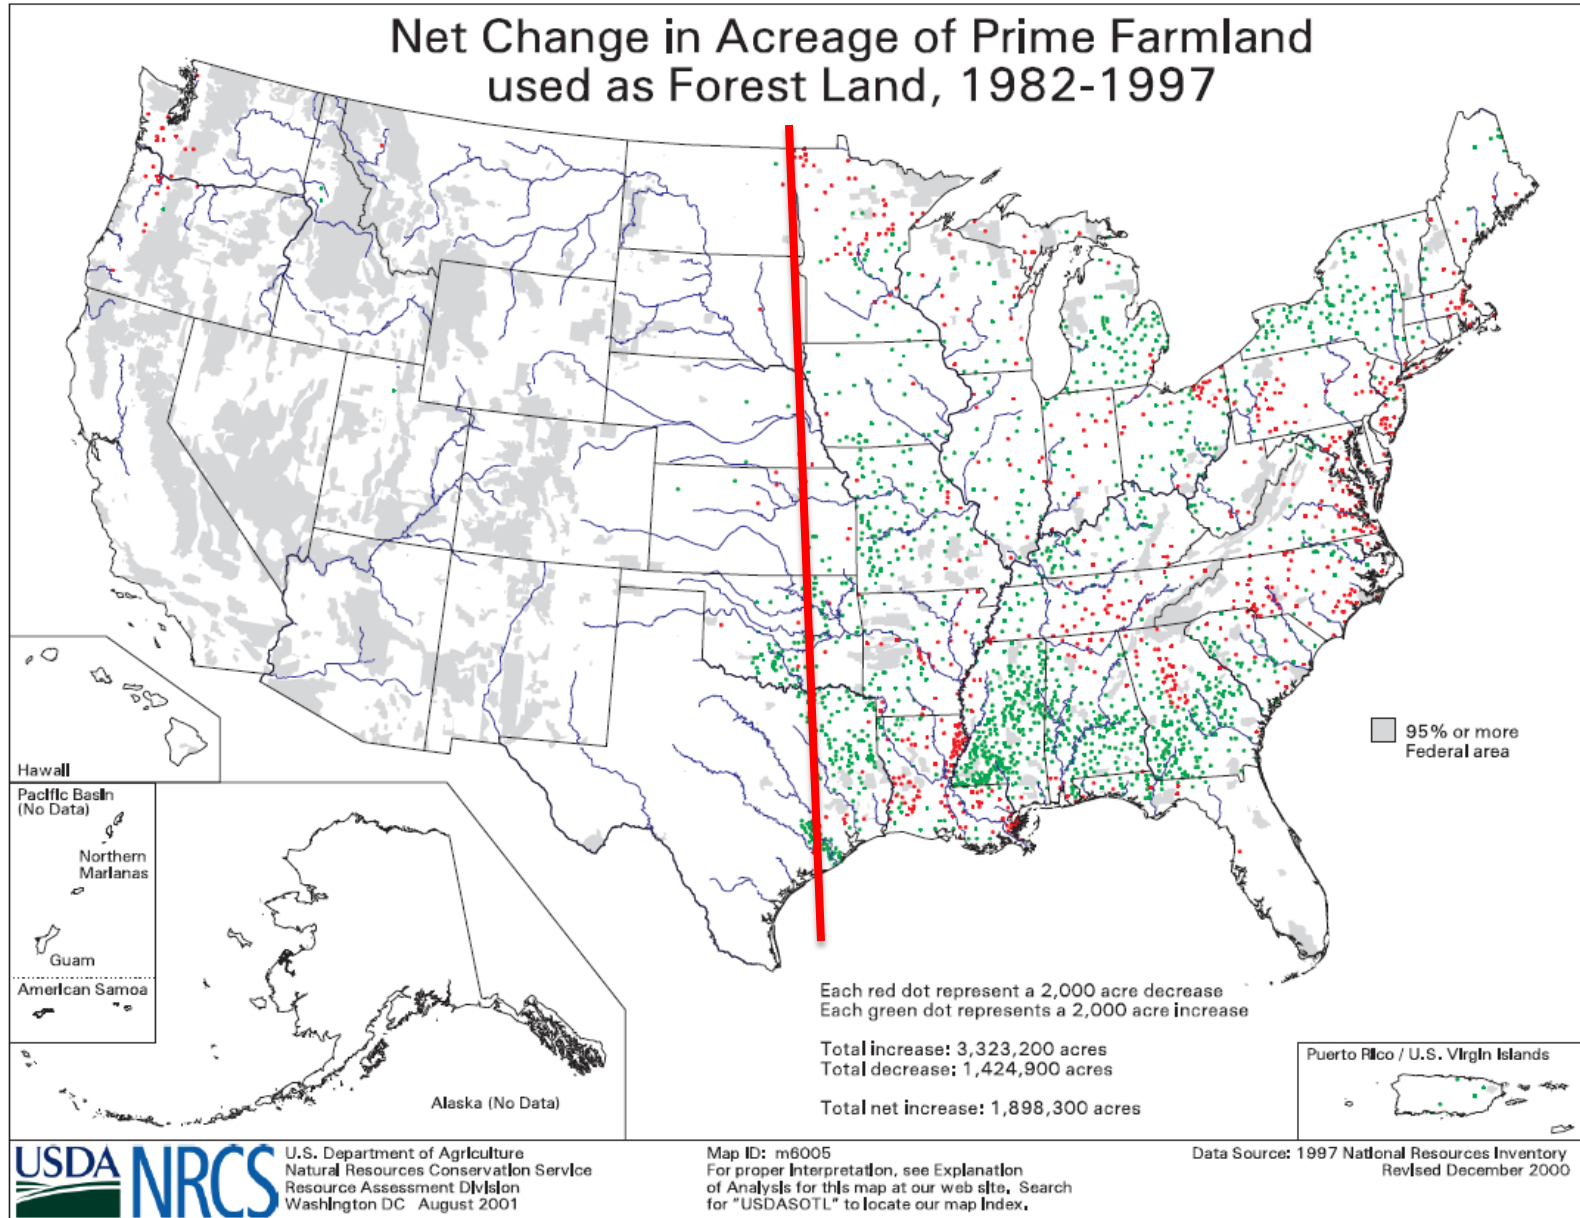 Net Change in Acreage of Prime Farmland
used as Forest Land, 1982-1997
95% or more
Federal area
Hawaii
Pacific Basin
(No Data)
Northern
Marianas
Guam
American Samoa
Alaska (No Data)
Each red dot represent a 2,000 acre decrease
Each green dot represents a 2,000 acre increase
Total increase: 3,323,200 acres
Total decrease: 1,424,900 acres
Total net increase: 1,898,300 acres
Puerto Rico / U.S. Virgin Islands
USDA
NRCS
U.S. Department of Agriculture
Natural Resources Conservation Service
Resource Assessment Division
Washington DC August 2001
Map ID: m6005
For proper interpretation, see Explanation
of Analysis for this map at our web site. Search
for "USDASOTL" to locate our map index.
Data Source: 1997 National Resources Inventory
Revised December 2000